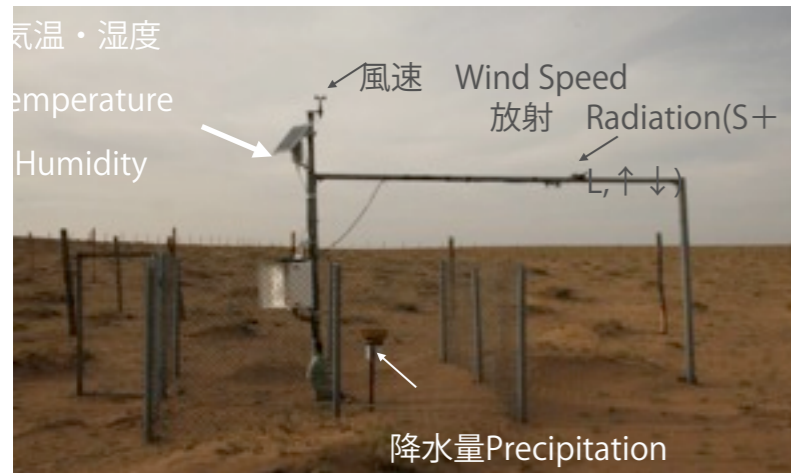 気温・湿度
emperature
Humidity
風速　Wind Speed
放射　Radiation(S＋
L,↑↓)
降水量Precipitation